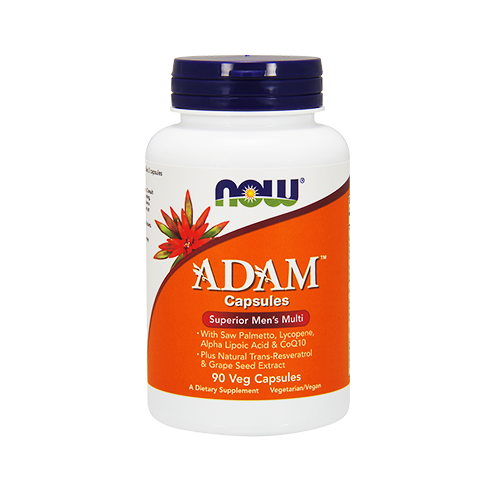 NOW®
ADAM™
Capsules
Superior Men's Multi
• With Saw Palmetto, Lycopene,
Alpha Lipoic Acid & CoQ10
• Plus Natural Trans-Resveratrol
& Grape Seed Extract
90 Veg Capsules
A Dietary Supplement Vegetarian/Vegan